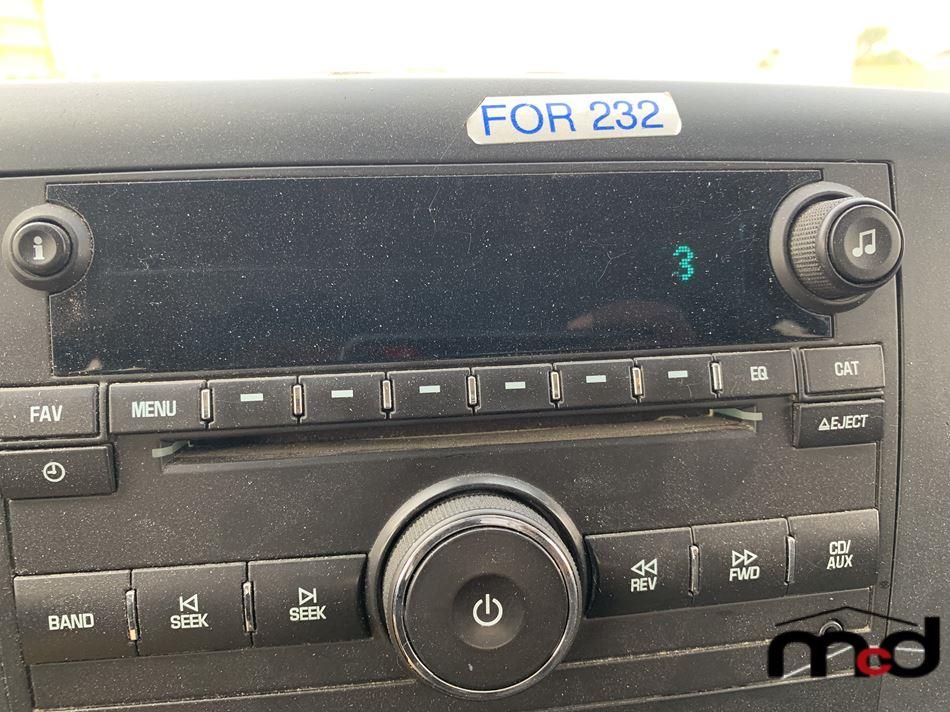 FOR 232
i
3
FAV
MENU
EQ
CAT
EJECT
BAND
SEEK
SEEK
REV
FWD
CD/
AUX
mcd